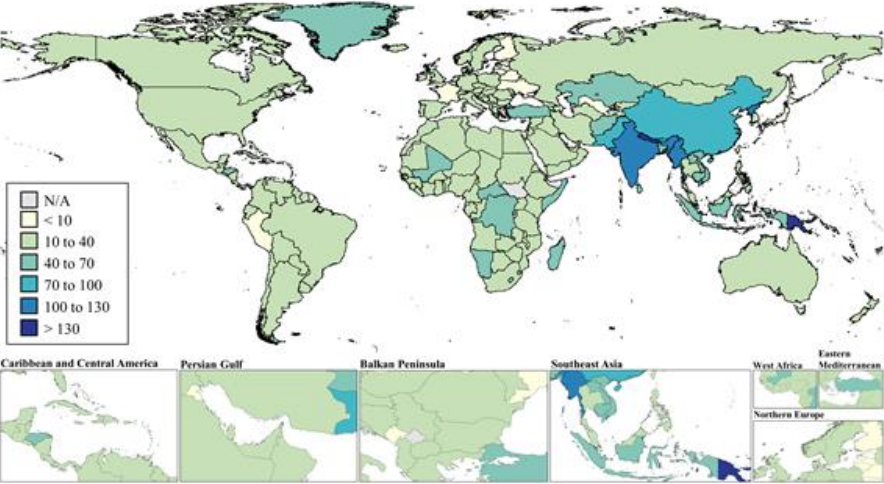 N/A
< 10
10 to 40
40 to 70
70 to 100
100 to 130
> 130
Caribbean and Central America
Persian Gulf
Balkan Peninsula
Southeast Asia
West Africa
Eastern
Mediterranean
Northern Europe